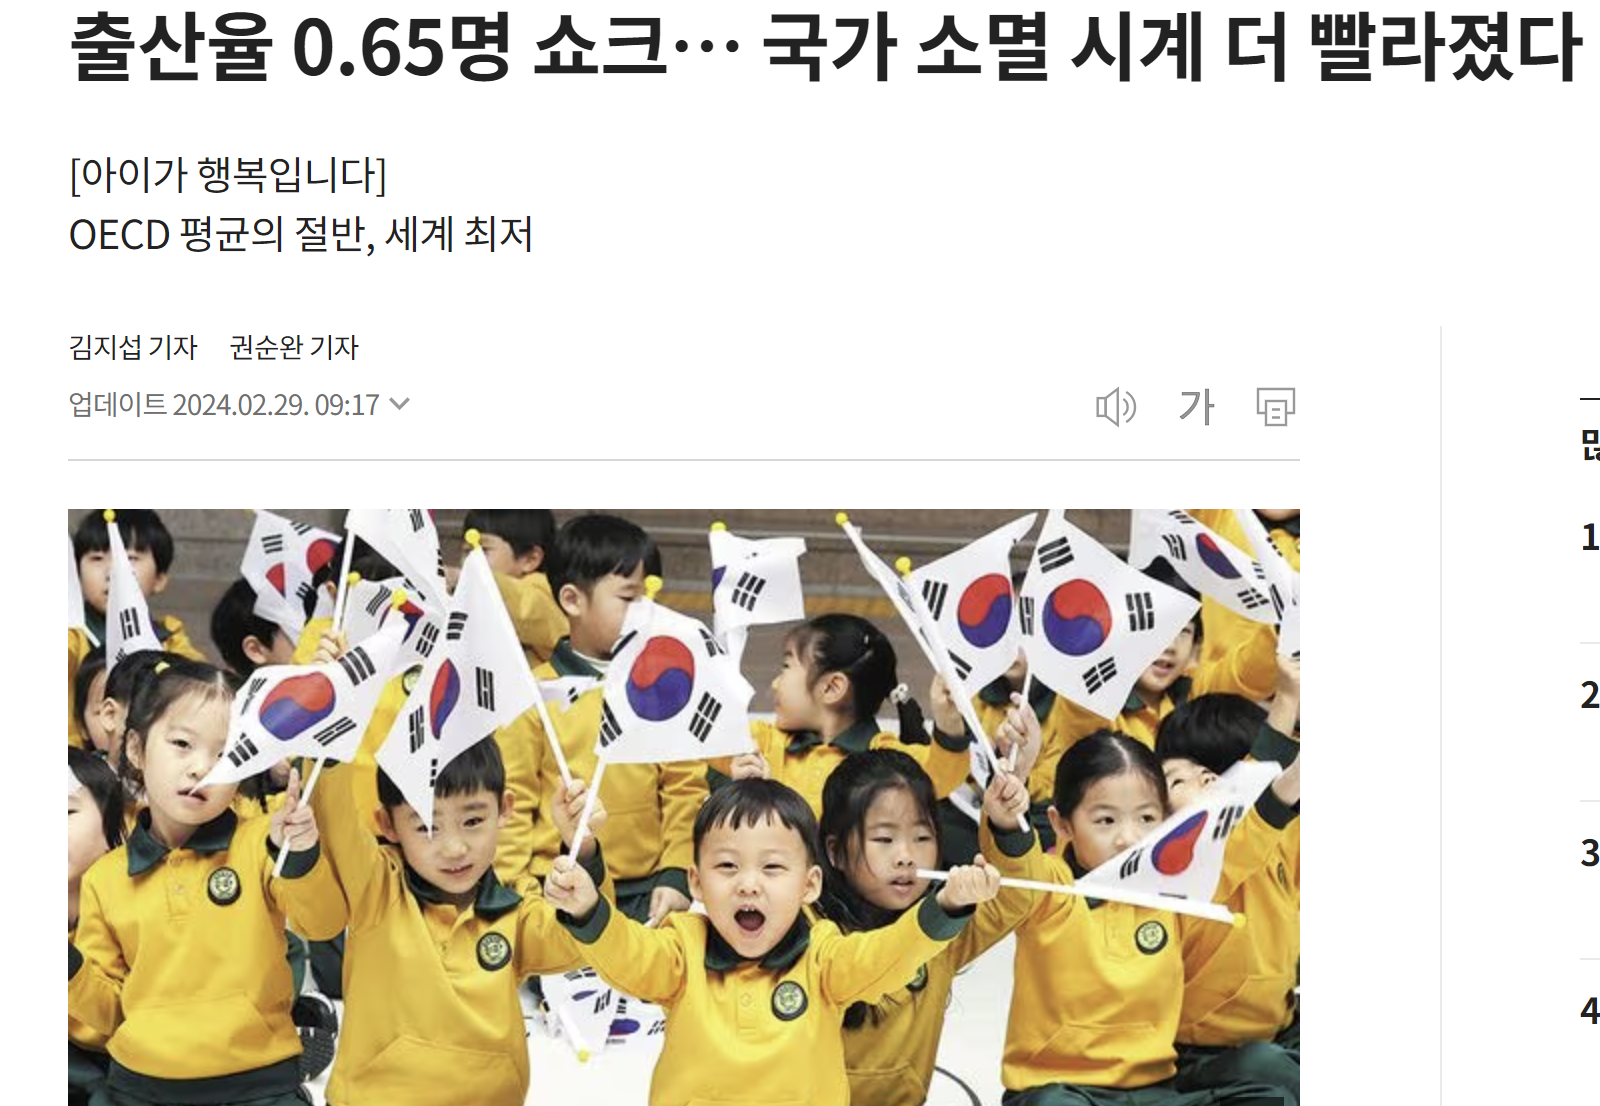 출산율 0.65명 쇼크… 국가 소멸 시계 더 빨라졌다
[아이가 행복입니다]
OECD 평균의 절반, 세계 최저
김지섭 기자 권순완 기자
업데이트 2024.02.29. 09:17
가
1
2
3
4